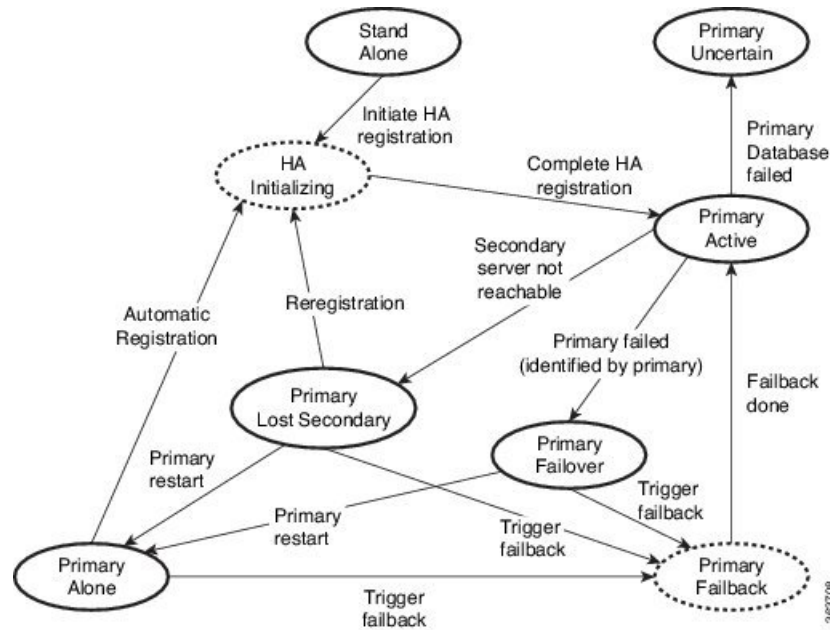 Stand
Alone
Primary
Uncertain
Initiate HA
registration
Primary
Database
failed
HA
Initializing
Complete HA
registration
Primary
Active
Secondary
server not
reachable
Automatic
Registration
Reregistration
Primary failed
(identified by primary)
Failback
done
Primary
Lost Secondary
Primary
Failover
Primary
restart
Primary
restart
Trigger
failback
Trigger
failback
Primary
Alone
Primary
Failback
Trigger
failback